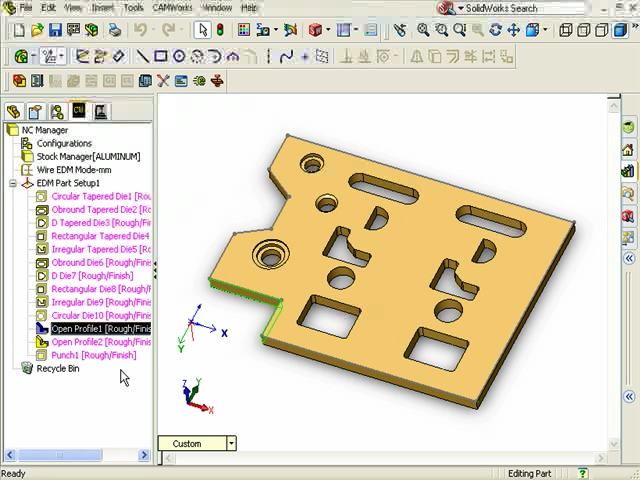 File Edit View Insert Tools CAMWorks Window Help
SolidWorks Search
NC Manager
Configurations
Stock Manager[ALUMINUM]
Wire EDM Mode-mm
EDM Part Setup1
Circular Tapered Die1 [Rou
Obround Tapered Die2 [Ro
D Tapered Die3 [Rough/Fin
Rectangular Tapered Die4
Irregular Tapered Die5 [Ro
Obround Die6 [Rough/Finis
D Die7 [Rough/Finish]
Rectangular Die8 [Rough/
Irregular Die9 [Rough/Finis
Circular Die10 [Rough/Finis
Open Profile1 [Rough/Finis
Open Profile2 [Rough/Finis
Punch1 [Rough/Finish]
Recycle Bin
X
Y
Y
X
Custom
Ready
Editing Part